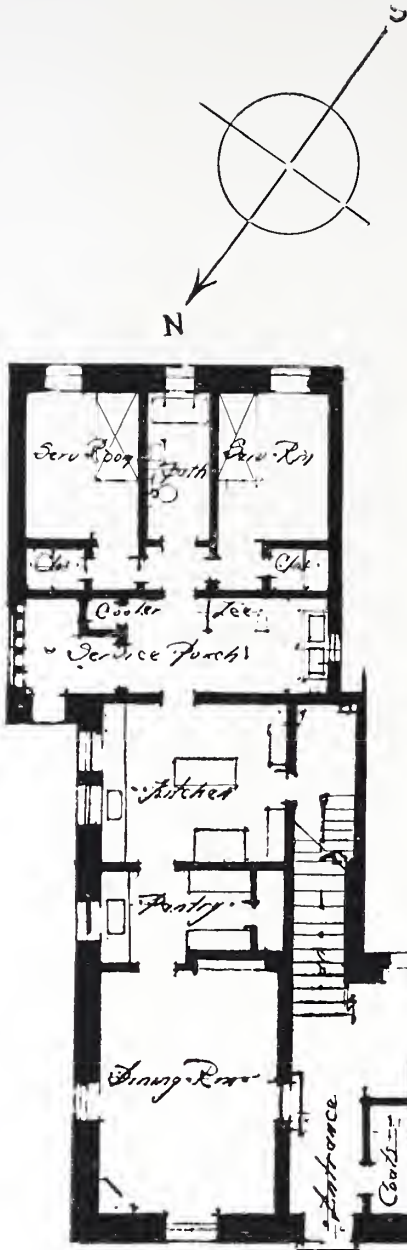 S
N
Serv. Room
Bath
Serv. Rm
Clos.
Clos.
Cooler
Ice
Service Porch
Kitchen
Pantry
Dining Room
Entrance
Coats